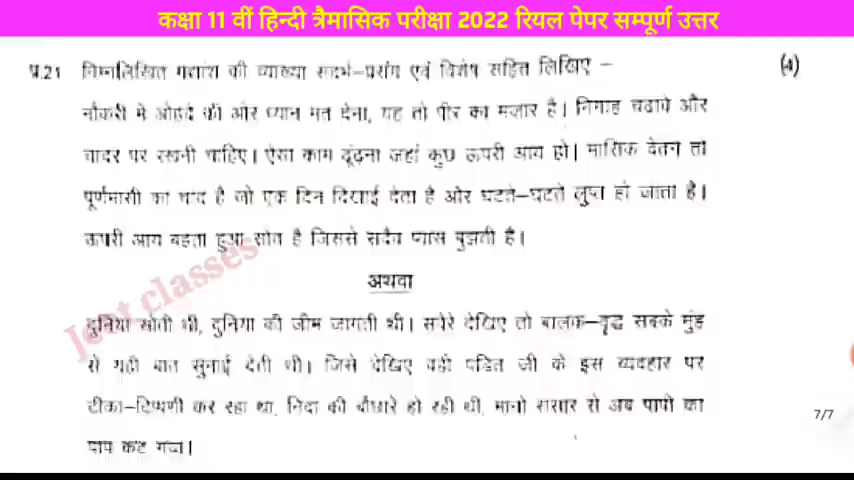 कक्षा 11 वीं हिन्दी त्रैमासिक परीक्षा 2022 रियल पेपर सम्पूर्ण उत्तर
प्र.21 निम्नलिखित गद्यांश की व्याख्या संदर्भ-प्रसंग एवं विशेष सहित लिखिए - (4)
नौकरी मे ओहदे की ओर ध्यान मत देना, यह तो पीर का मजार है। निगाह चढावे और
चादर पर रखनी चाहिए। ऐसा काम ढूंढना जहां कुछ ऊपरी आय हो। मासिक वेतन तो
पूर्णमासी का चाद है जो एक दिन दिखाई देता है और घटते-घटते लुप्त हो जाता है।
ऊपरी आय बहता हुआ स्रोत है जिससे सदैव प्यास बुझती है।
अथवा
दुनिया सोती थी, दुनिया की जीभ जागती थी। सवेरे देखिए तो बालक-वृद्ध सबके मुंह
से यही बात सुनाई देती थी। जिसे देखिए वही पंडित जी के इस व्यवहार पर
टीका-टिप्पणी कर रहा था, निंदा की बौछारे हो रही थी, मानो संसार से अब पापी का
पाप कट गया।
Jeet classes
7/7